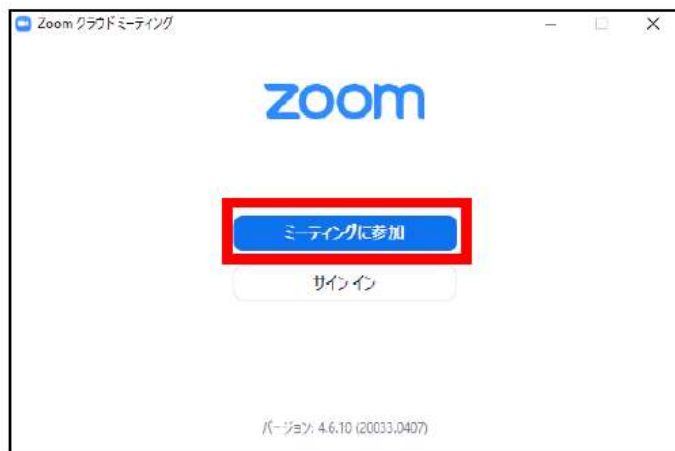 Zoom クラウドミーティング
zoom
ミーティングに参加
サインイン
バージョン: 4.6.10 (20033.0407)